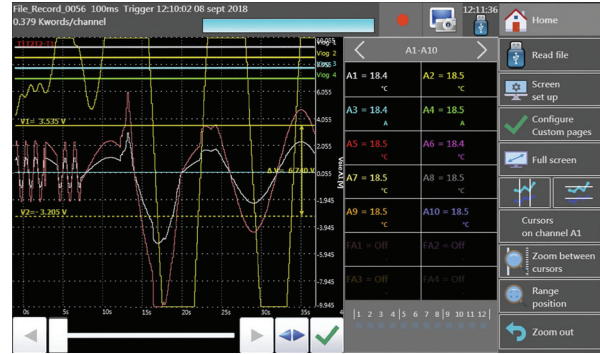 File_Record_0056 100ms Trigger 12:10:02 08 sept 2018
0.379 Kwords/channel
12:11:36
Home
Read file
Screen
set up
Configure
Custom pages
Full screen
Cursors
on channel A1
Zoom between
cursors
Range
position
Zoom out
A1-A10
A1 = 18.4
°C
A2 = 18.5
°C
A3 = 18.4
A
A4 = 18.5
A
A5 = 18.5
°C
A6 = 18.4
°C
A7 = 18.5
°C
A8 = 18.5
°C
A9 = 18.5
°C
A10 = 18.5
°C
FA1 = Off
FA2 = Off
FA3 = Off
FA4 = Off
1 2 3 4 5 6 7 8 9 10 11 12
10.055
Vlog 1
Vlog 2
Vlog 3
Vlog 4
6.055
4.055
2.055
0.055
-1.945
-3.945
-5.945
-7.945
-9.945
V1= 3.535 V
V2=-3.205 V
Δ V= 6.740 V
0s 5s 10s 15s 20s 25s 30s 35s